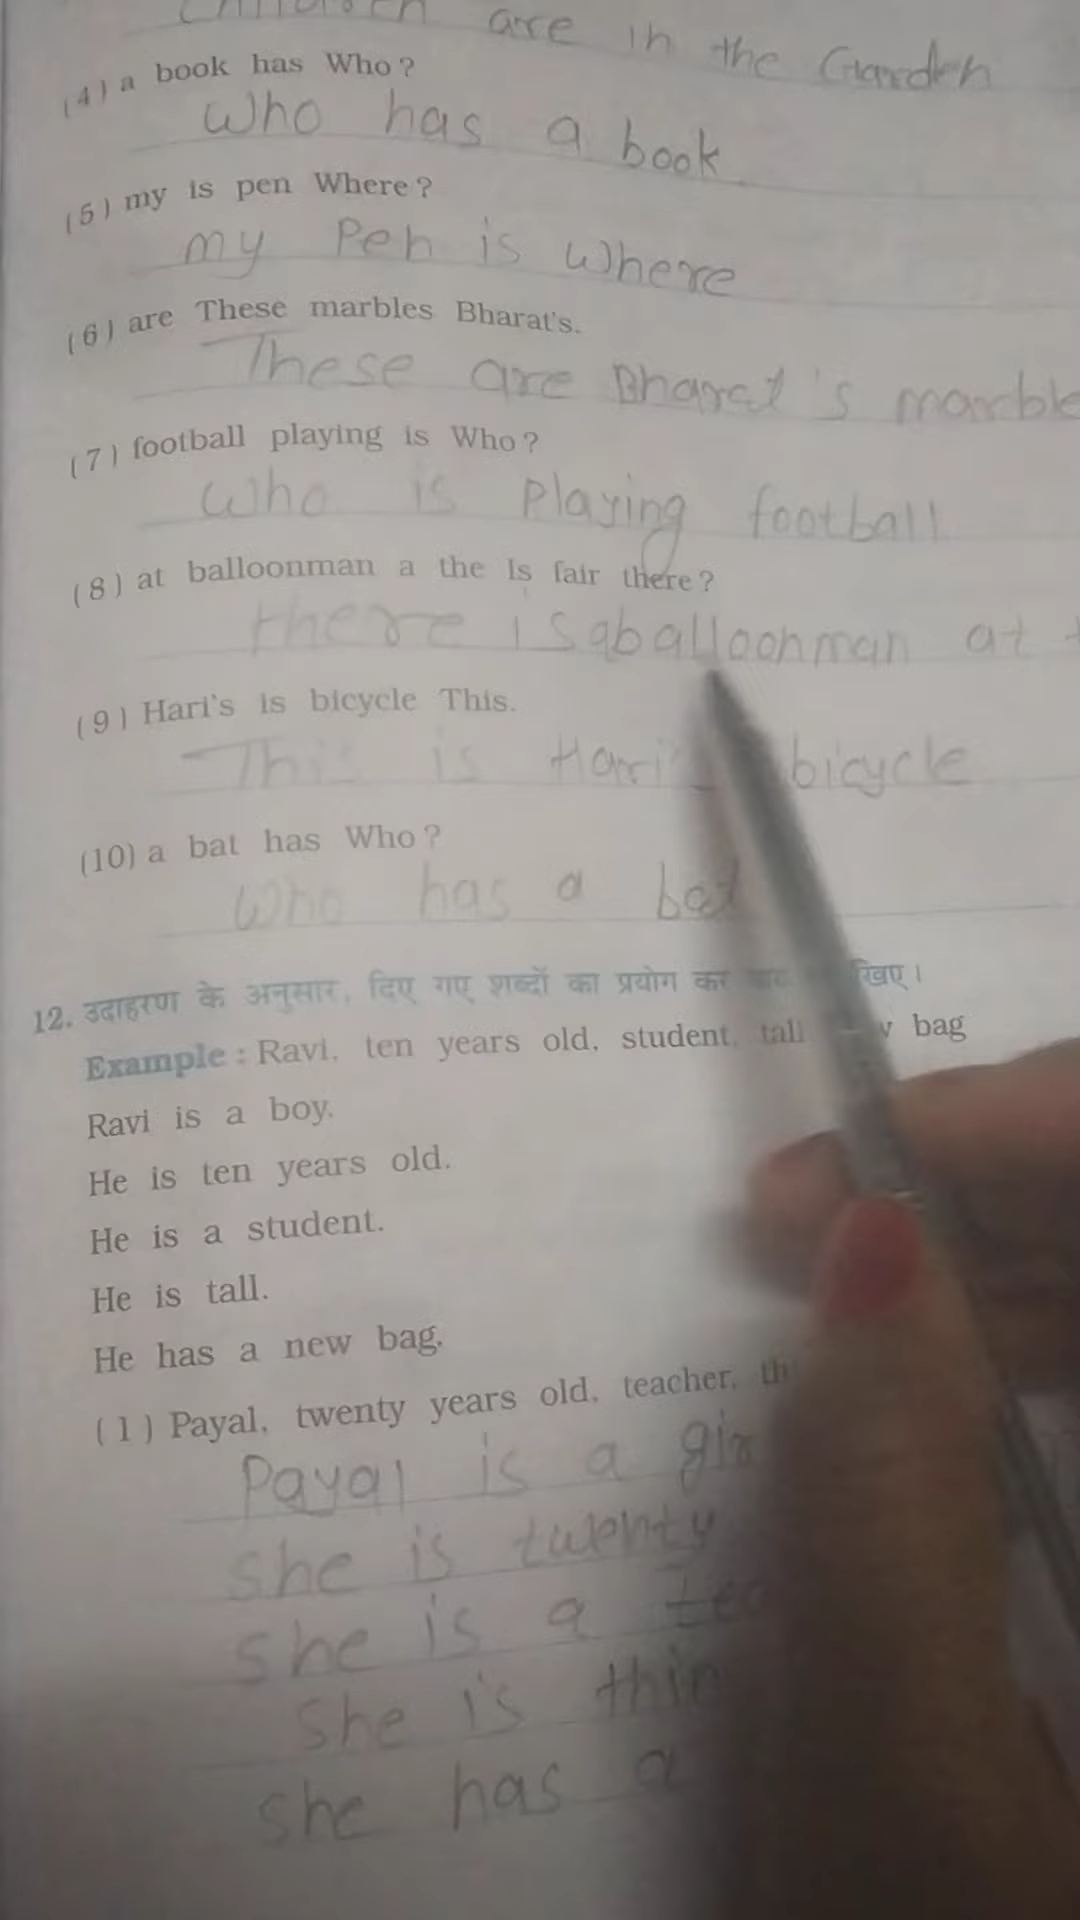 are in the Garden
(4) a book has Who?
Who has a book
(5) my is pen Where?
my Pen is where
(6) are These marbles Bharat's.
These are Bharat's marble
(7) football playing is Who?
Who is Playing football
(8) at balloonman a the Is fair there?
there is a balloonman at
(9) Hari's is bicycle This.
This is Hari's bicycle
(10) a bat has Who?
Who has a bat
12. उदाहरण के अनुसार, दिए गए शब्दों का प्रयोग कर
Example : Ravi, ten years old, student, tall bag
Ravi is a boy.
He is ten years old.
He is a student.
He is tall.
He has a new bag.
(1) Payal, twenty years old, teacher,
Payal is a
she is twenty
she is a
she is thin
she has a